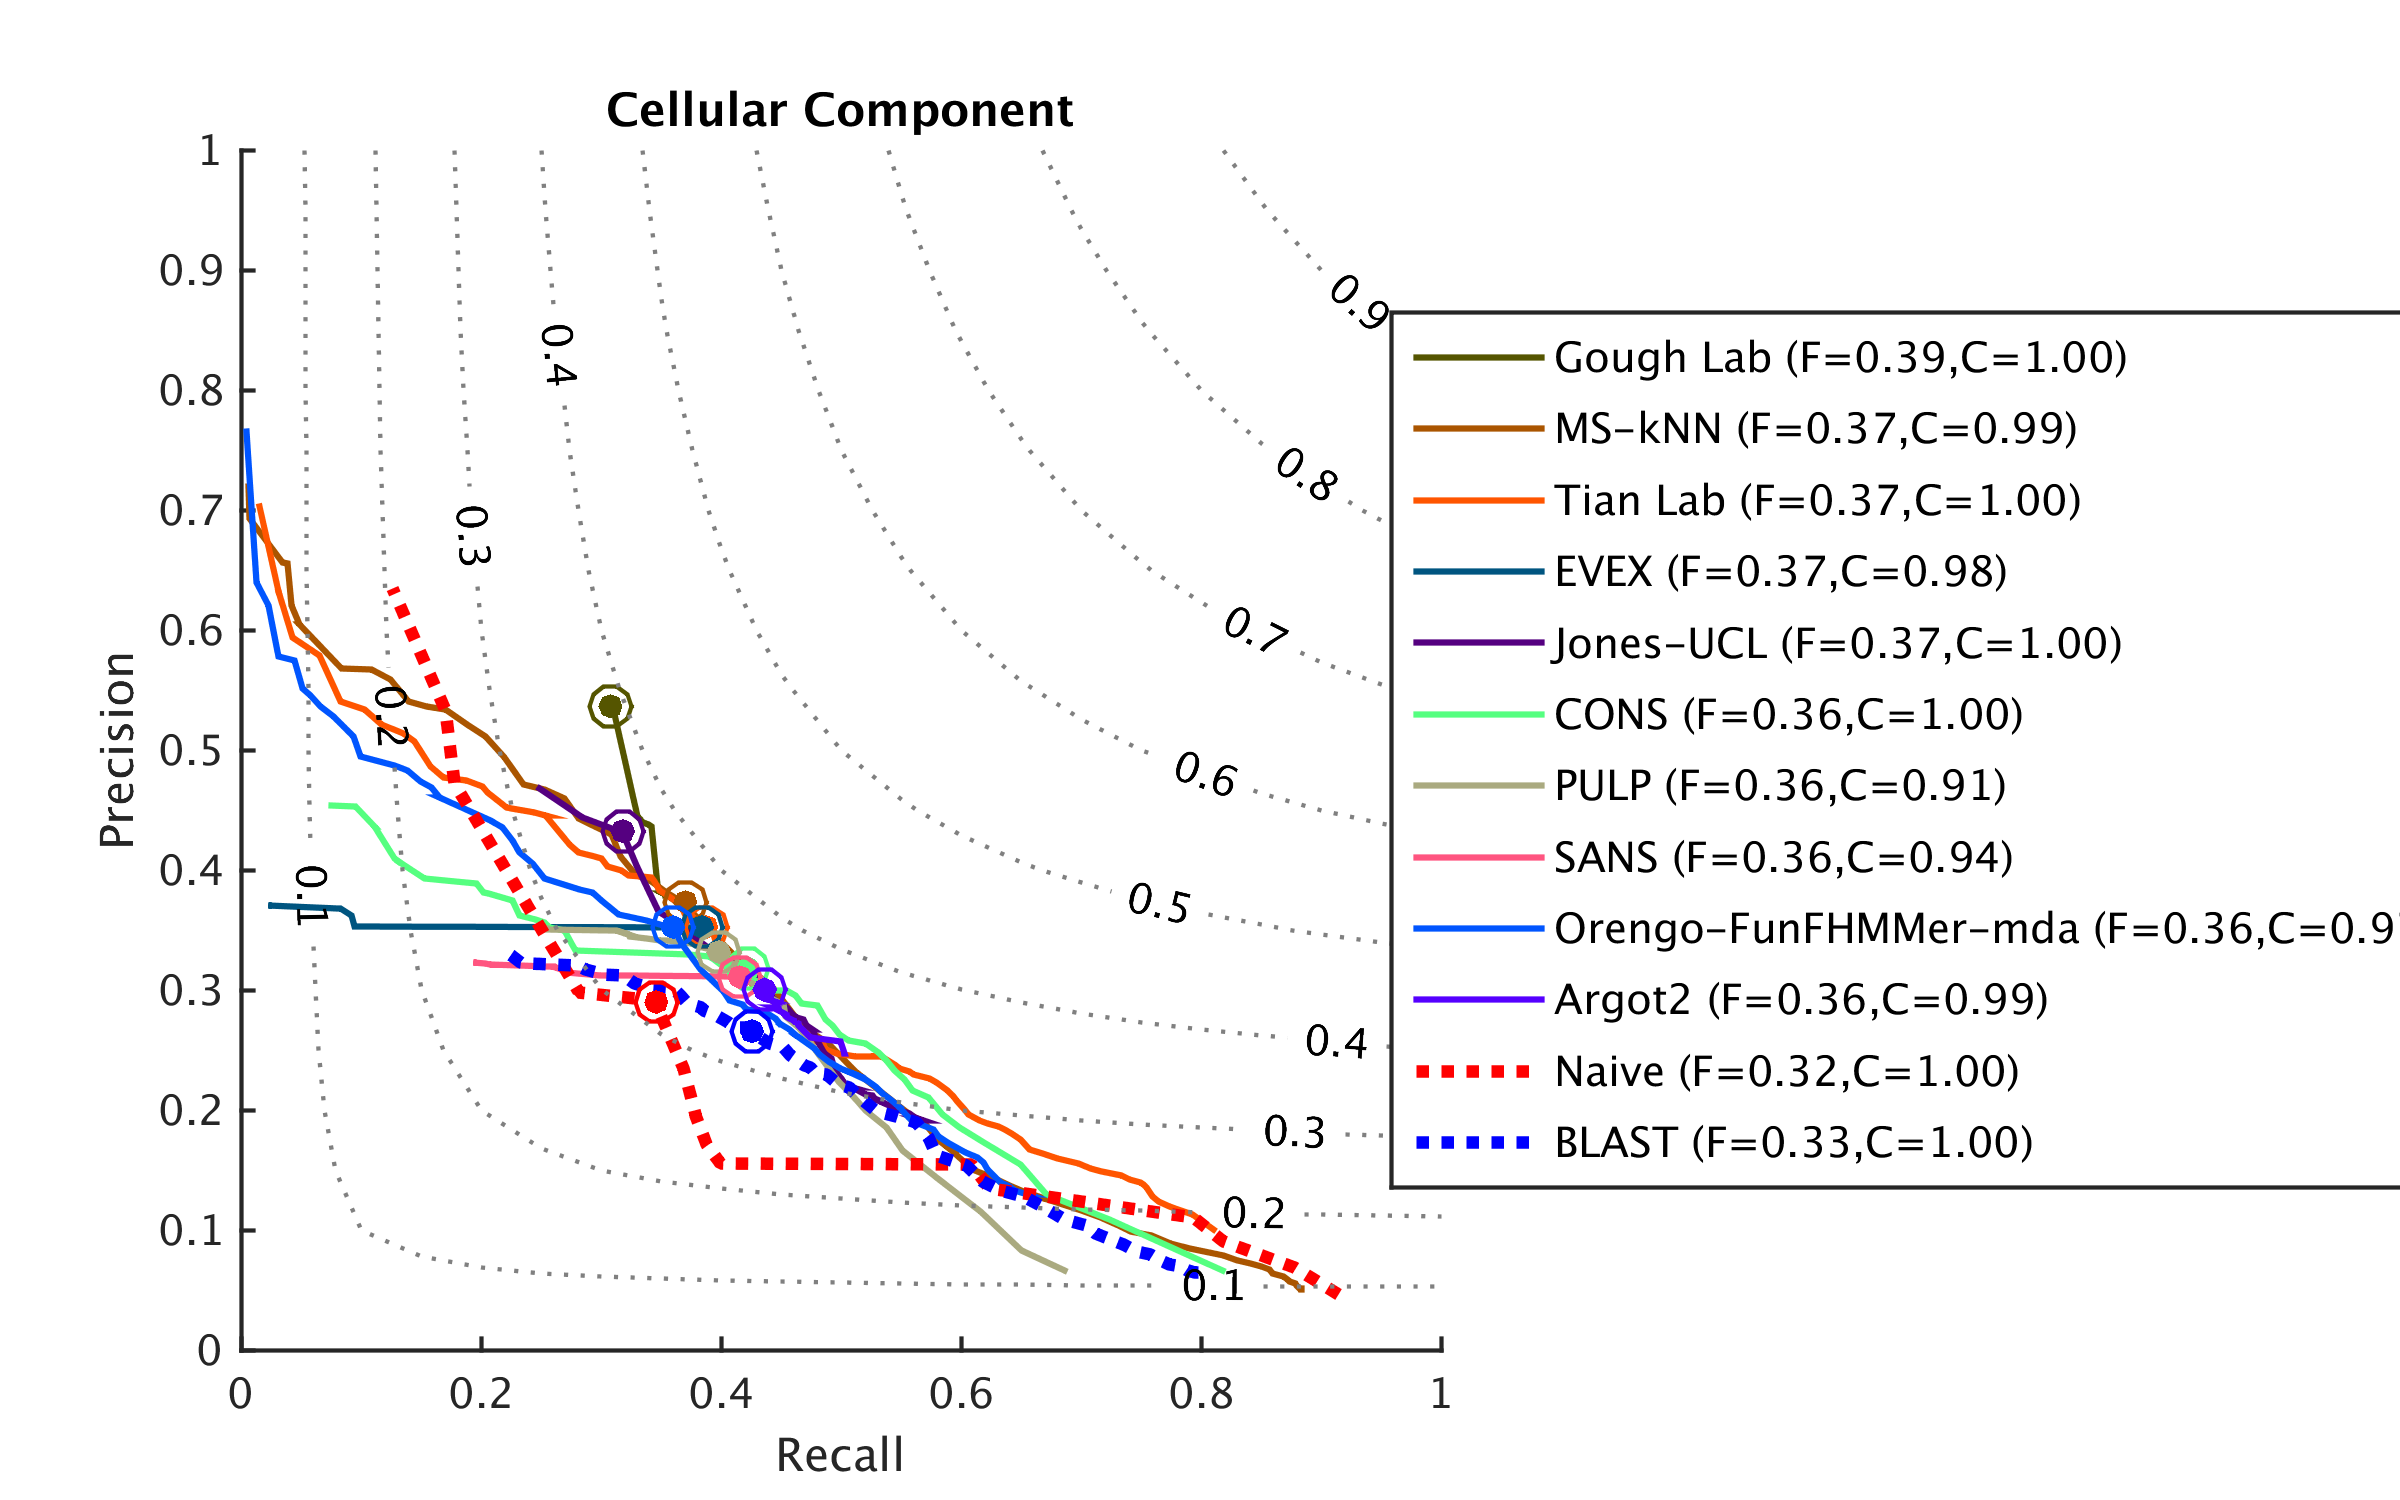 Cellular Component
1
0.9
0.8
0.7
0.6
0.5
0.4
0.3
0.2
0.1
0
Precision
0 0.2 0.4 0.6 0.8 1
Recall
0.9
0.8
0.7
0.6
0.5
0.4
0.3
0.2
0.1
0.4
0.3
0.2
0.1
Gough Lab (F=0.39,C=1.00)
MS-kNN (F=0.37,C=0.99)
Tian Lab (F=0.37,C=1.00)
EVEX (F=0.37,C=0.98)
Jones-UCL (F=0.37,C=1.00)
CONS (F=0.36,C=1.00)
PULP (F=0.36,C=0.91)
SANS (F=0.36,C=0.94)
Orengo-FunFHMMer-mda (F=0.36,C=0.9
Argot2 (F=0.36,C=0.99)
Naive (F=0.32,C=1.00)
BLAST (F=0.33,C=1.00)